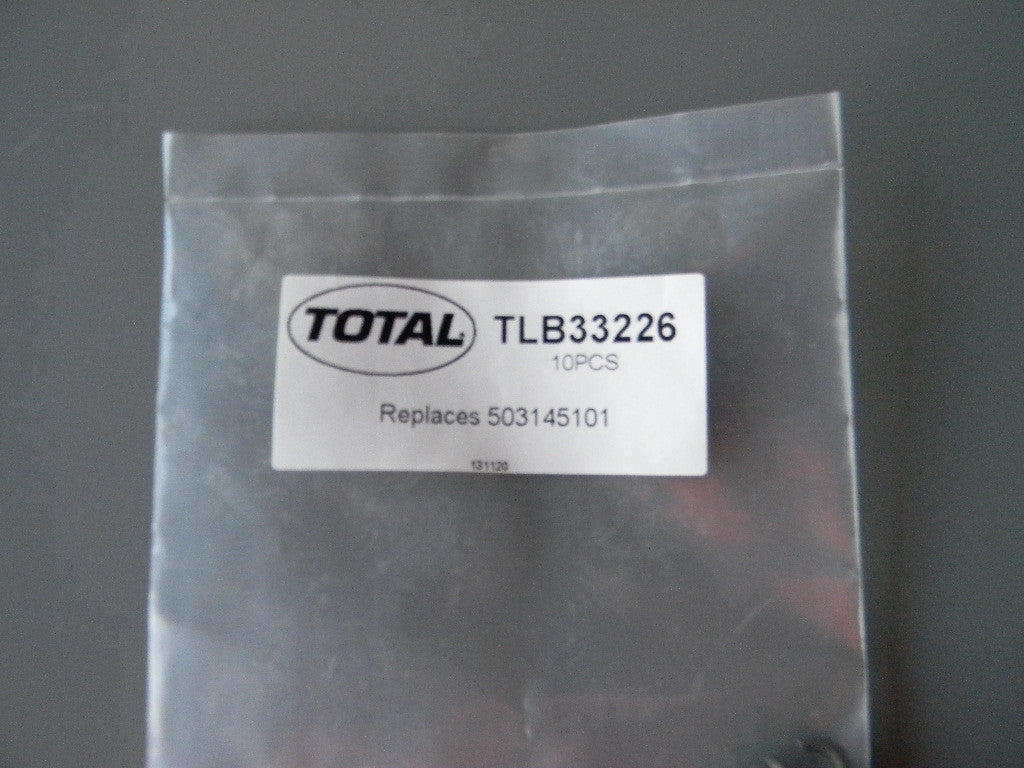 TOTAL TLB33226
10PCS
Replaces 503145101
131120